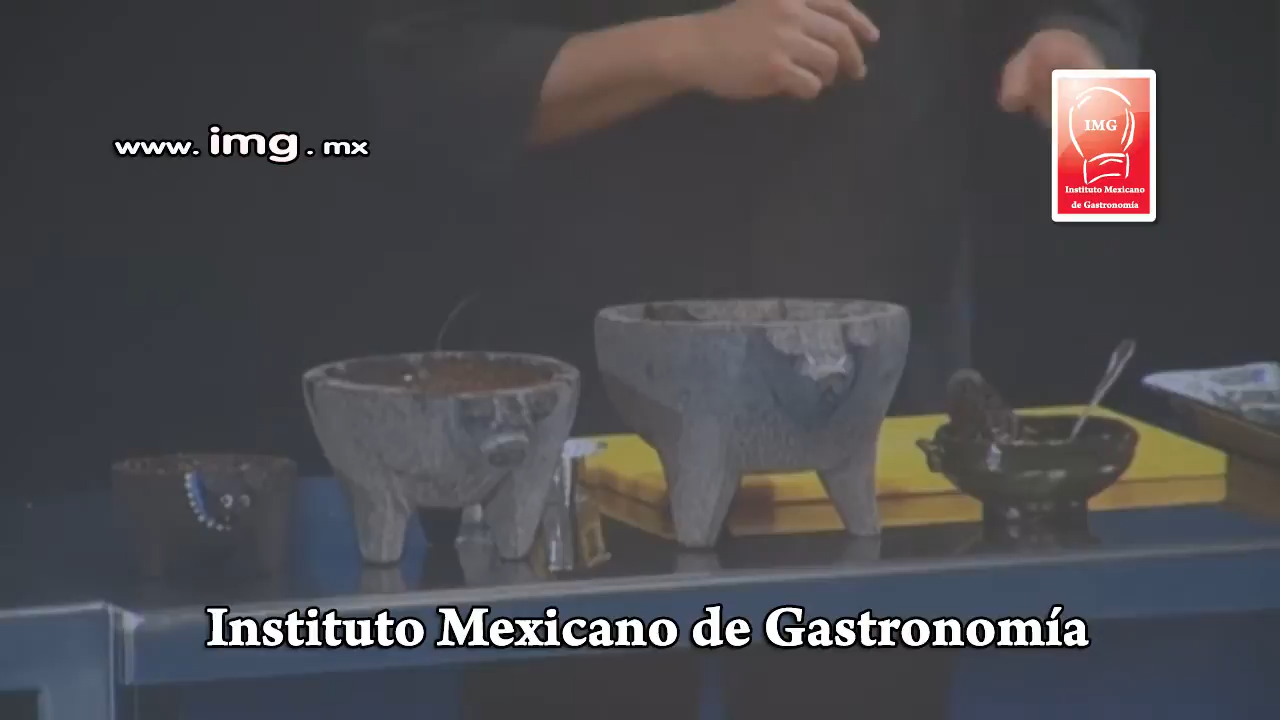 www. img . mx
IMG
Instituto Mexicano
de Gastronomía
Instituto Mexicano de Gastronomía